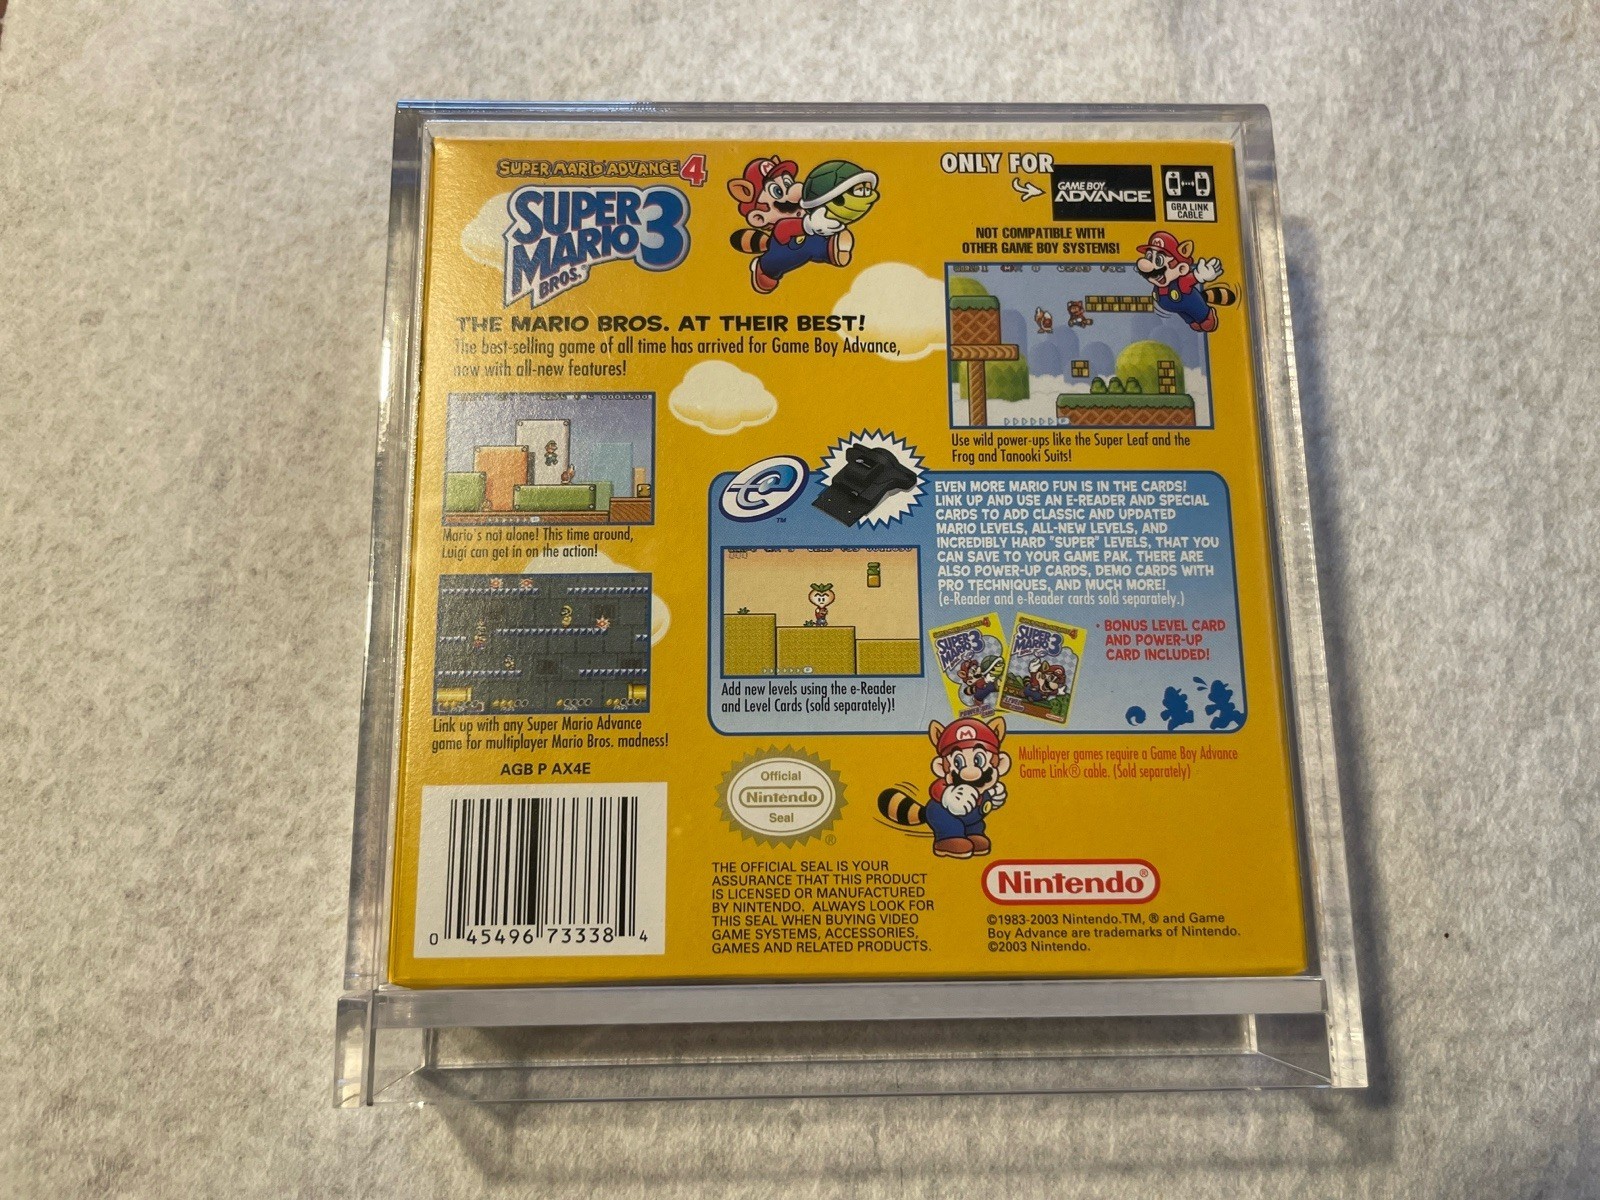 SUPER MARIO ADVANCE 4
SUPER
MARIO 3
BROS.
ONLY FOR
GAME BOY
ADVANCE
GBA LINK
CABLE
NOT COMPATIBLE WITH
OTHER GAME BOY SYSTEMS!
THE MARIO BROS. AT THEIR BEST!
The best-selling game of all time has arrived for Game Boy Advance,
now with all-new features!
Use wild power-ups like the Super Leaf and the
Frog and Tanooki Suits!
Mario's not alone! This time around,
Luigi can get in on the action!
e
TM
EVEN MORE MARIO FUN IS IN THE CARDS!
LINK UP AND USE AN E-READER AND SPECIAL
CARDS TO ADD CLASSIC AND UPDATED
MARIO LEVELS, ALL-NEW LEVELS, AND
INCREDIBLY HARD "SUPER" LEVELS, THAT YOU
CAN SAVE TO YOUR GAME PAK. THERE ARE
ALSO POWER-UP CARDS, DEMO CARDS WITH
PRO TECHNIQUES, AND MUCH MORE!
(e-Reader and e-Reader cards sold separately.)
• BONUS LEVEL CARD
AND POWER-UP
CARD INCLUDED!
SUPER
MARIO 3
SUPER
MARIO 3
Add new levels using the e-Reader
and Level Cards (sold separately)!
Link up with any Super Mario Advance
game for multiplayer Mario Bros. madness!
AGB P AX4E
Multiplayer games require a Game Boy Advance
Game Link® cable. (Sold separately)
Official
Nintendo
Seal
®
THE OFFICIAL SEAL IS YOUR
ASSURANCE THAT THIS PRODUCT
IS LICENSED OR MANUFACTURED
BY NINTENDO. ALWAYS LOOK FOR
THIS SEAL WHEN BUYING VIDEO
GAME SYSTEMS, ACCESSORIES,
GAMES AND RELATED PRODUCTS.
Nintendo®
©1983-2003 Nintendo.TM, ® and Game
Boy Advance are trademarks of Nintendo.
©2003 Nintendo.
0 45496 73338 4